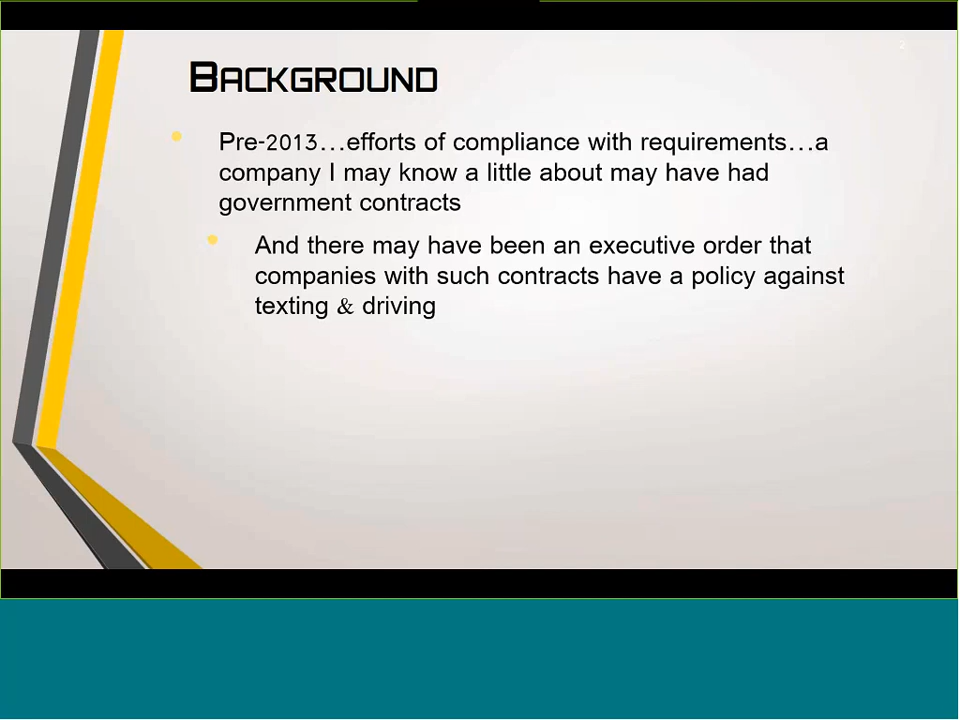 2
BACKGROUND
Pre-2013…efforts of compliance with requirements…a
company I may know a little about may have had
government contracts
And there may have been an executive order that
companies with such contracts have a policy against
texting & driving